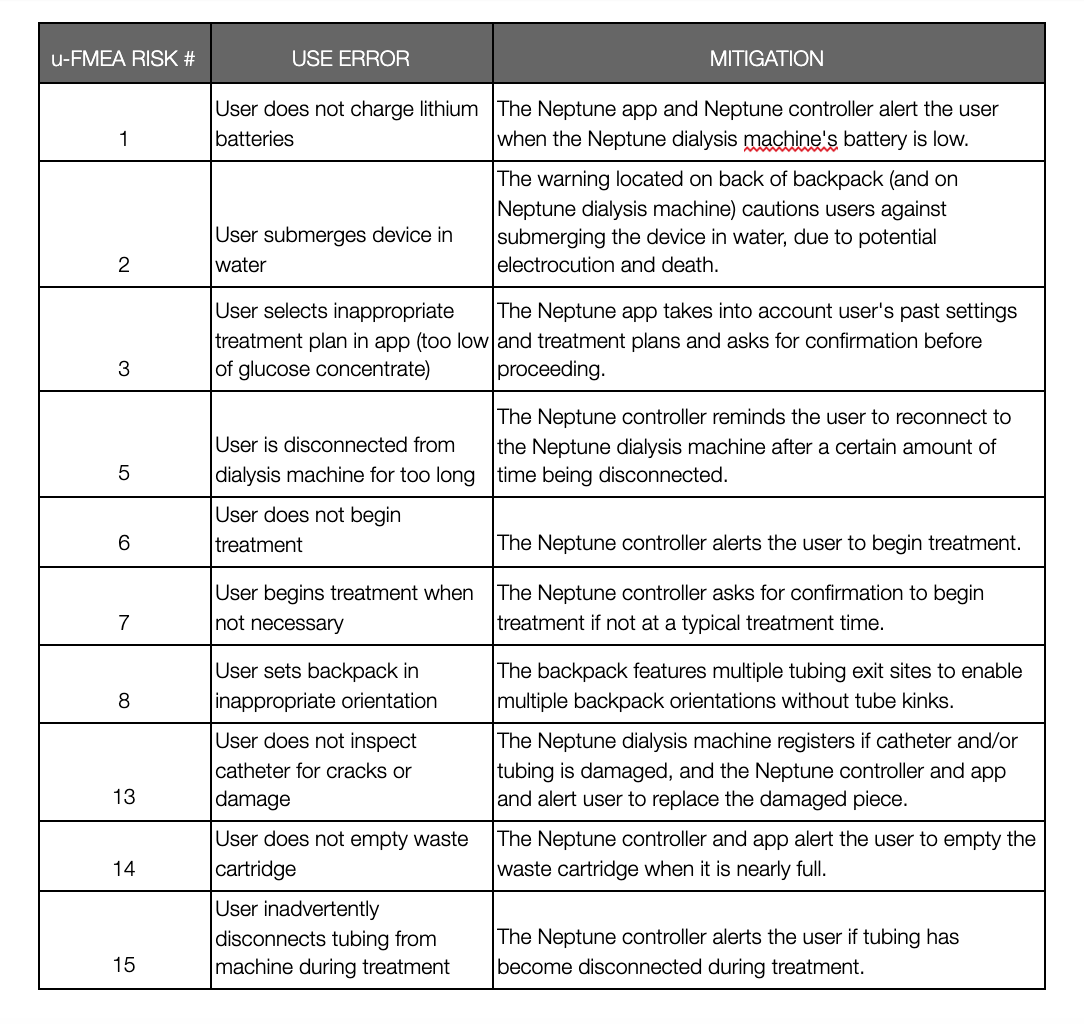 u-FMEA RISK # USE ERROR MITIGATION
1
User does not charge lithium
batteries
The Neptune app and Neptune controller alert the user
when the Neptune dialysis machine's battery is low.
2
User submerges device in
water
The warning located on back of backpack (and on
Neptune dialysis machine) cautions users against
submerging the device in water, due to potential
electrocution and death.
3
User selects inappropriate
treatment plan in app (too low
of glucose concentrate)
The Neptune app takes into account user's past settings
and treatment plans and asks for confirmation before
proceeding.
5
User is disconnected from
dialysis machine for too long
The Neptune controller reminds the user to reconnect to
the Neptune dialysis machine after a certain amount of
time being disconnected.
6
User does not begin
treatment
The Neptune controller alerts the user to begin treatment.
7
User begins treatment when
not necessary
The Neptune controller asks for confirmation to begin
treatment if not at a typical treatment time.
8
User sets backpack in
inappropriate orientation
The backpack features multiple tubing exit sites to enable
multiple backpack orientations without tube kinks.
13
User does not inspect
catheter for cracks or
damage
The Neptune dialysis machine registers if catheter and/or
tubing is damaged, and the Neptune controller and app
and alert user to replace the damaged piece.
14
User does not empty waste
cartridge
The Neptune controller and app alert the user to empty the
waste cartridge when it is nearly full.
15
User inadvertently
disconnects tubing from
machine during treatment
The Neptune controller alerts the user if tubing has
become disconnected during treatment.